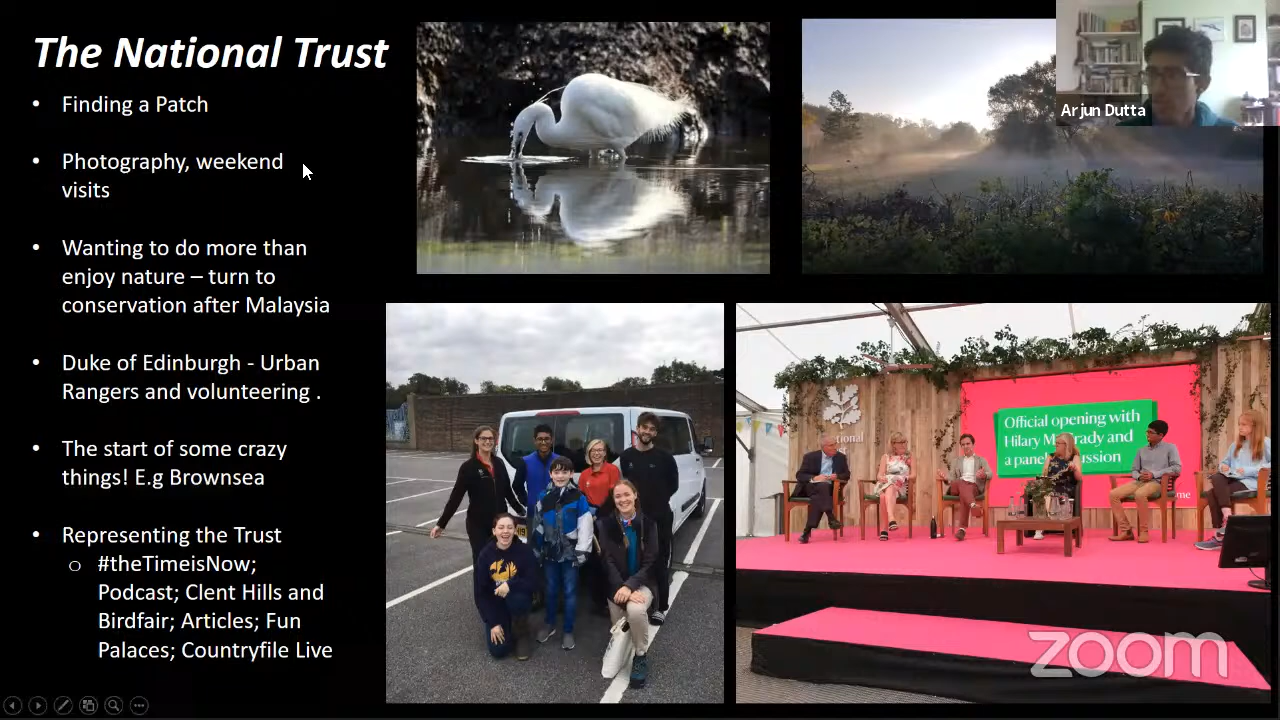 The National Trust
• Finding a Patch
• Photography, weekend
visits
• Wanting to do more than
enjoy nature – turn to
conservation after Malaysia
• Duke of Edinburgh - Urban
Rangers and volunteering .
• The start of some crazy
things! E.g Brownsea
• Representing the Trust
o #theTimeisNow;
Podcast; Clent Hills and
Birdfair; Articles; Fun
Palaces; Countryfile Live
Arjun Dutta
Official opening with
Hilary
and
a
zoom